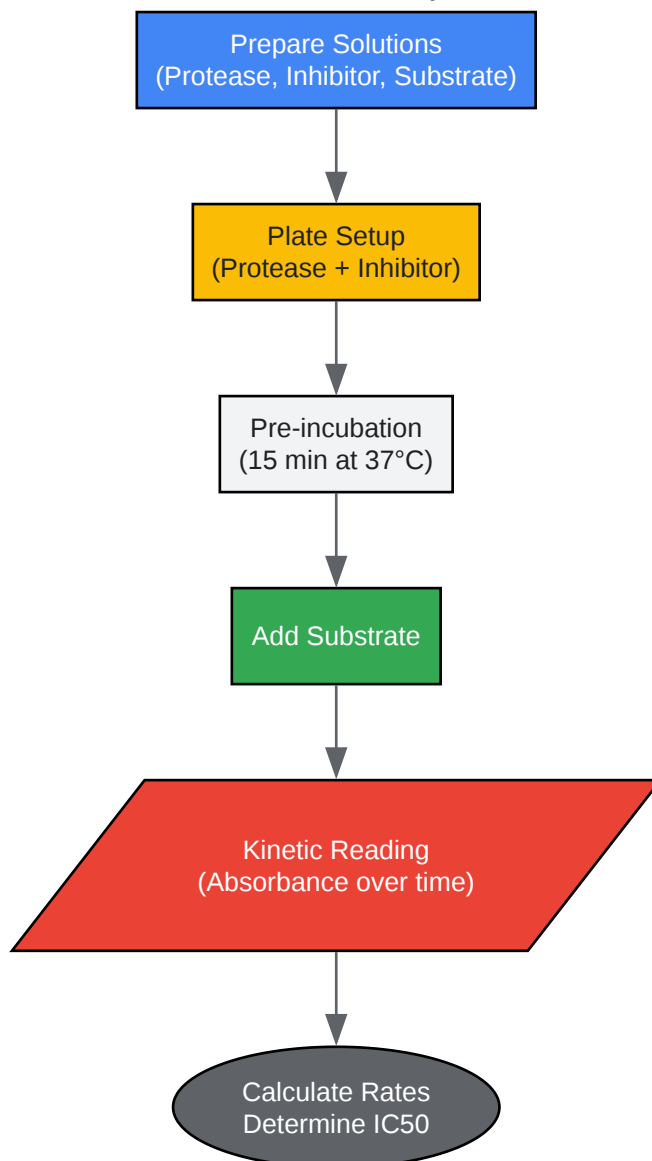 Prepare Solutions
(Protease, Inhibitor, Substrate)
Plate Setup
(Protease + Inhibitor)
Pre-incubation
(15 min at 37°C)
Add Substrate
Kinetic Reading
(Absorbance over time)
Calculate Rates
Determine IC50